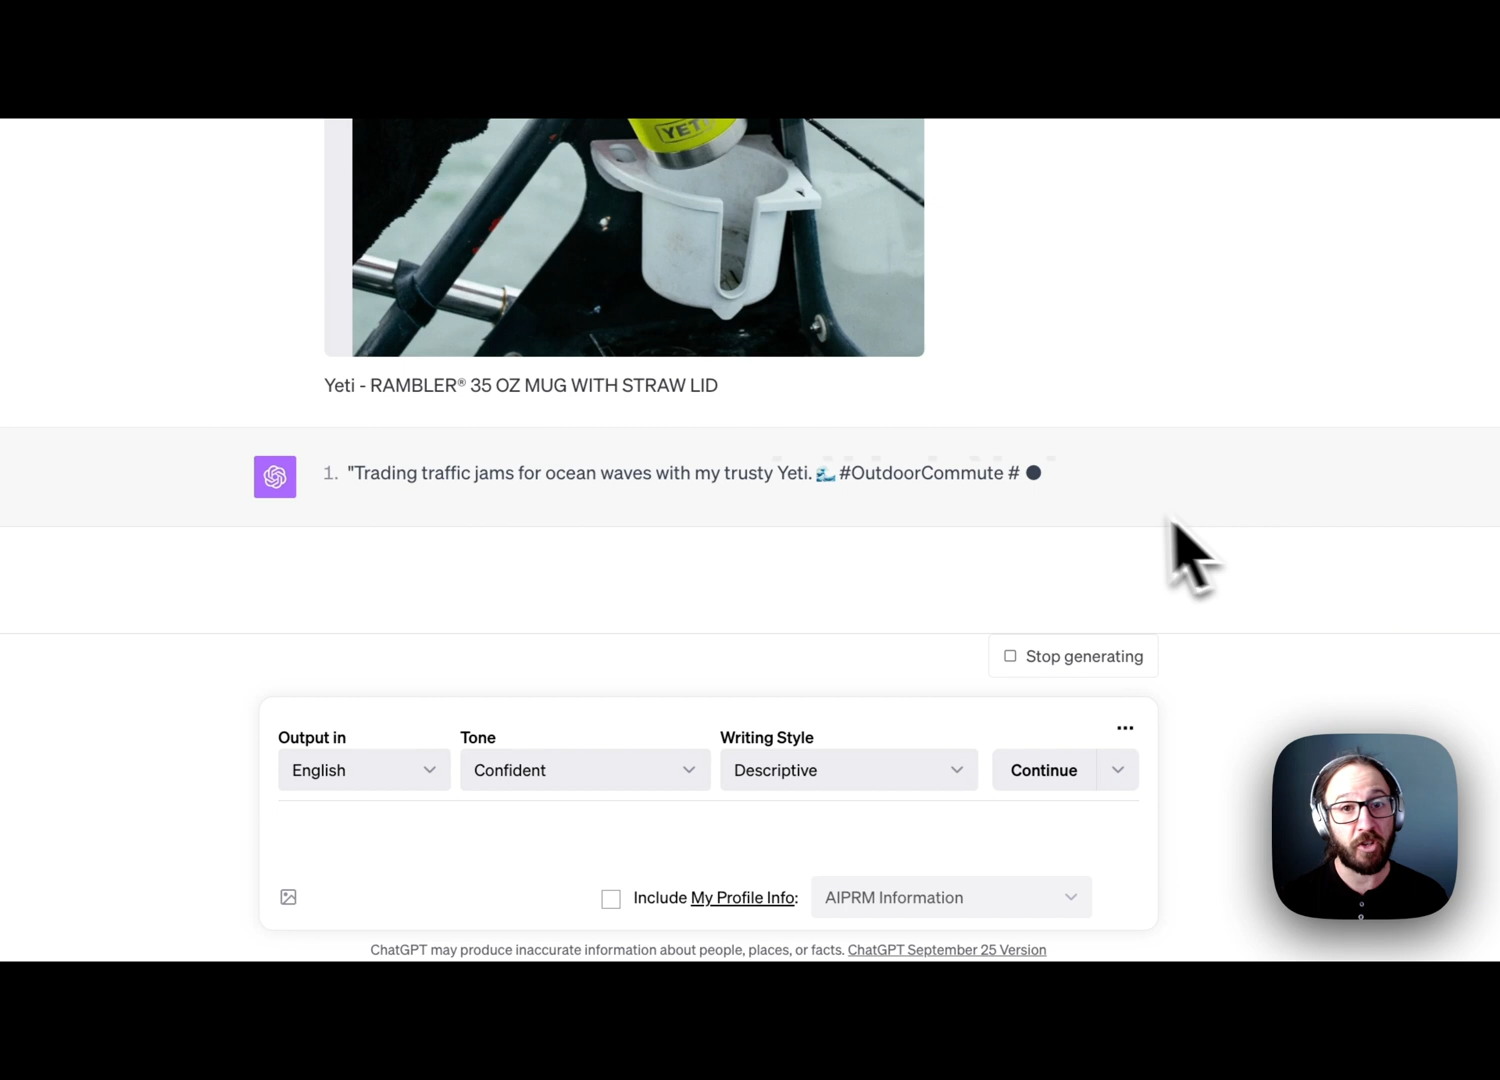 YETI
Yeti - RAMBLER® 35 OZ MUG WITH STRAW LID
1. "Trading traffic jams for ocean waves with my trusty Yeti. 🌊 #OutdoorCommute #
Stop generating
Output in
Tone
Writing Style
English
Confident
Descriptive
Continue
Include My Profile Info:
AIPRM Information
ChatGPT may produce inaccurate information about people, places, or facts. ChatGPT September 25 Version